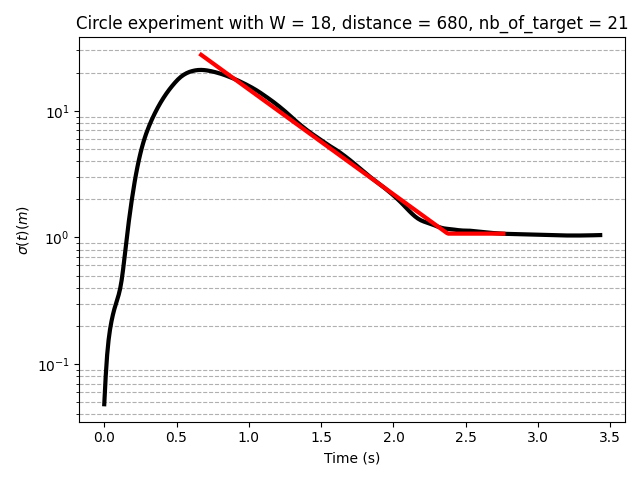 Circle experiment with W = 18, distance = 680, nb_of_target = 21
σ(t)(m)
10¹
10⁰
10⁻¹
0.0 0.5 1.0 1.5 2.0 2.5 3.0 3.5
Time (s)